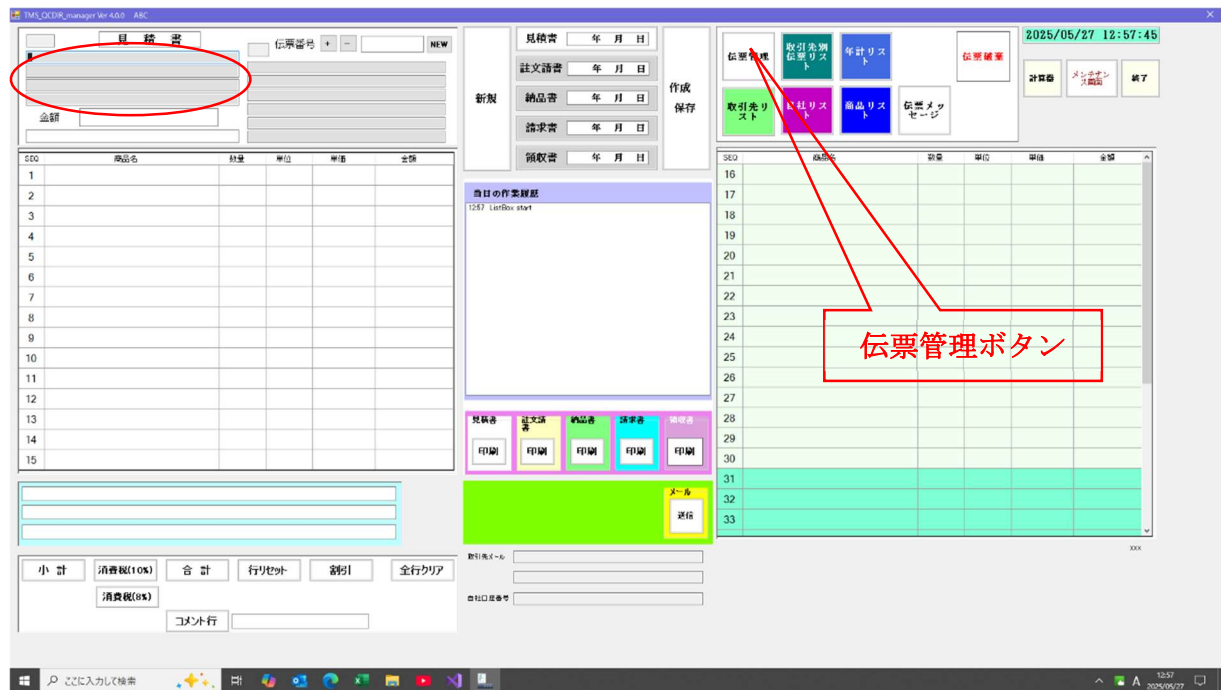 TMS_QCDIR_manager Ver 4.0.0 ABC
見 積 書
伝票番号 + - NEW
金額
新規
見積書 年 月 日
註文請書 年 月 日
納品書 年 月 日
請求書 年 月 日
領収書 年 月 日
作成
保存
伝票管理
取引先別
伝票リス
ト
年計リス
ト
伝票破棄
取引先リ
スト
自社リス
ト
商品リス
ト
伝票メッ
セージ
2025/05/27 12:57:45
計算器
メンテナン
ス画面
終了
SEQ 商品名 数量 単位 単価 金額
1
2
3
4
5
6
7
8
9
10
11
12
13
14
15
当日の作業履歴
12:57 ListBox start
SEQ 商品名 数量 単位 単価 金額
16
17
18
19
20
21
22
23
24
25
26
27
28
29
30
31
32
33
伝票管理ボタン
見積書
印刷
註文請
書
印刷
納品書
印刷
請求書
印刷
領収書
印刷
メール
送信
xxx
取引先メール
自社口座番号
小 計 消費税(10%) 合 計 行リセット 割引 全行クリア
消費税(8%)
コメント行
ここに入力して検索
A
12:57
2025/05/27